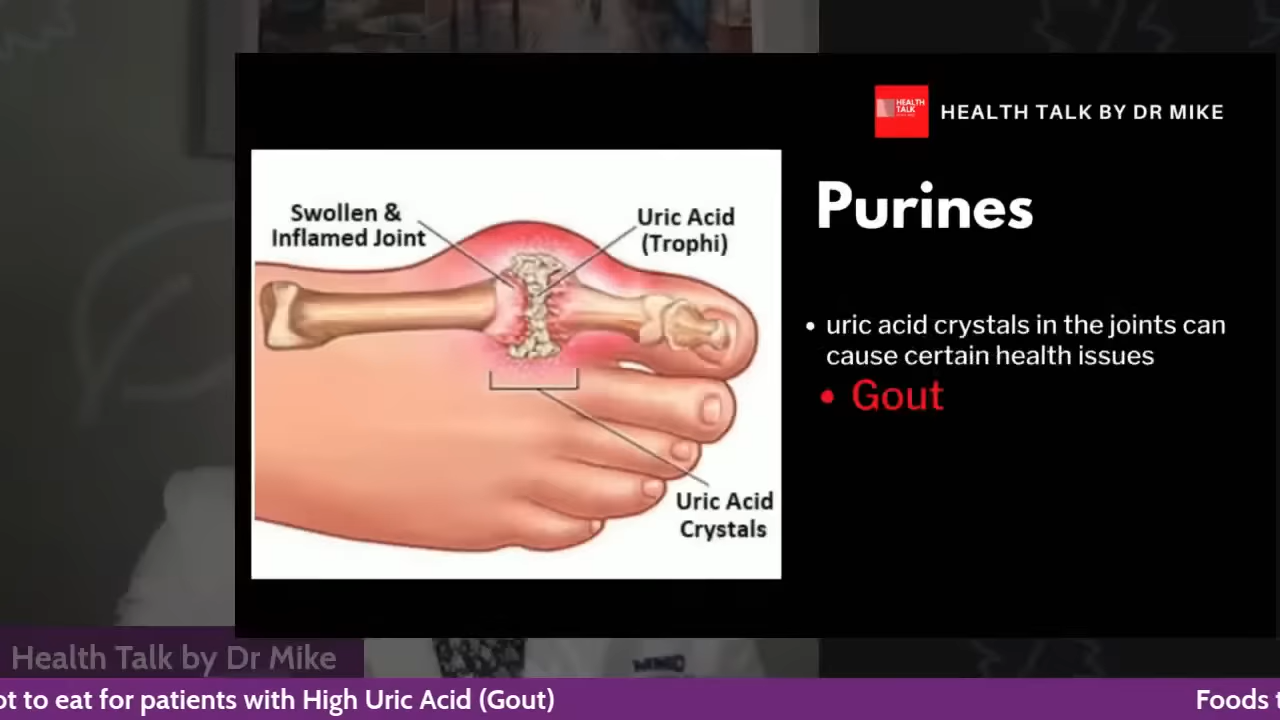 HEALTH
TALK
HEALTH TALK BY DR MIKE
Purines
Swollen &
Inflamed Joint
Uric Acid
(Trophi)
• uric acid crystals in the joints can
cause certain health issues
• Gout
Uric Acid
Crystals
Health Talk by Dr Mike
ot to eat for patients with High Uric Acid (Gout)
Foods t